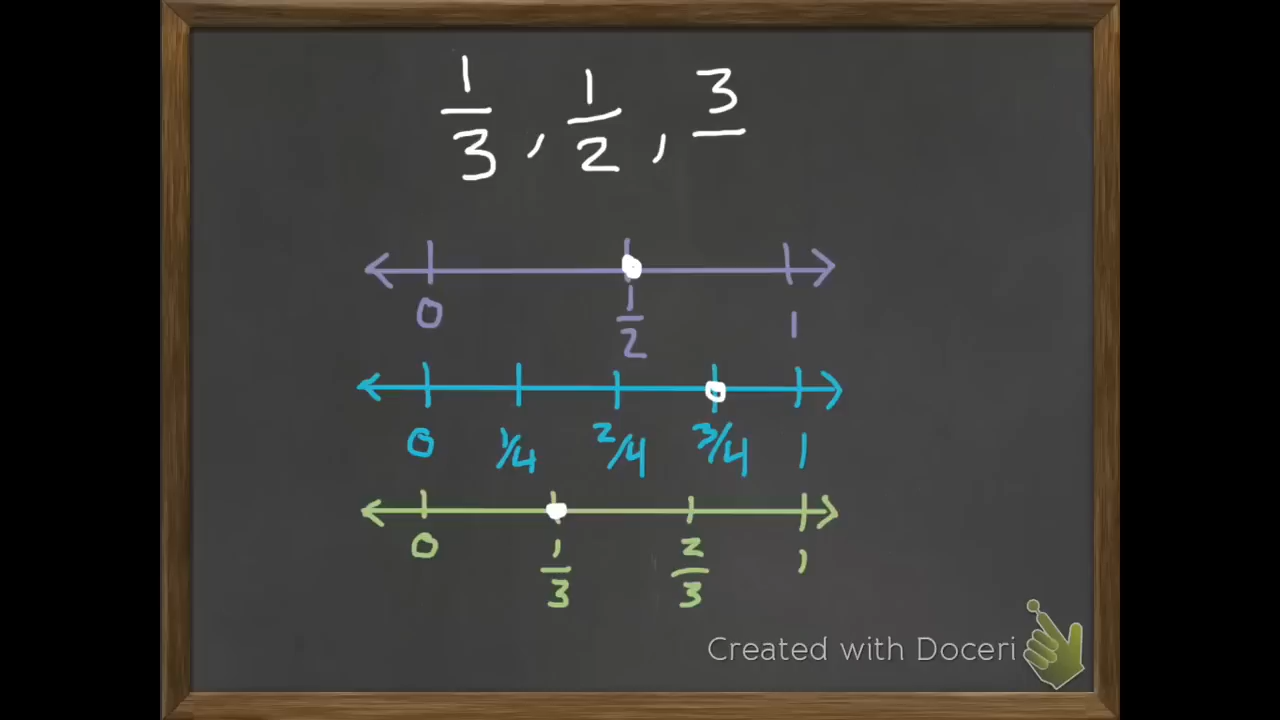 1/3, 1/2, 3/
0 1/2 1
0 1/4 2/4 3/4 1
0 1/3 2/3 1
Created with Doceri